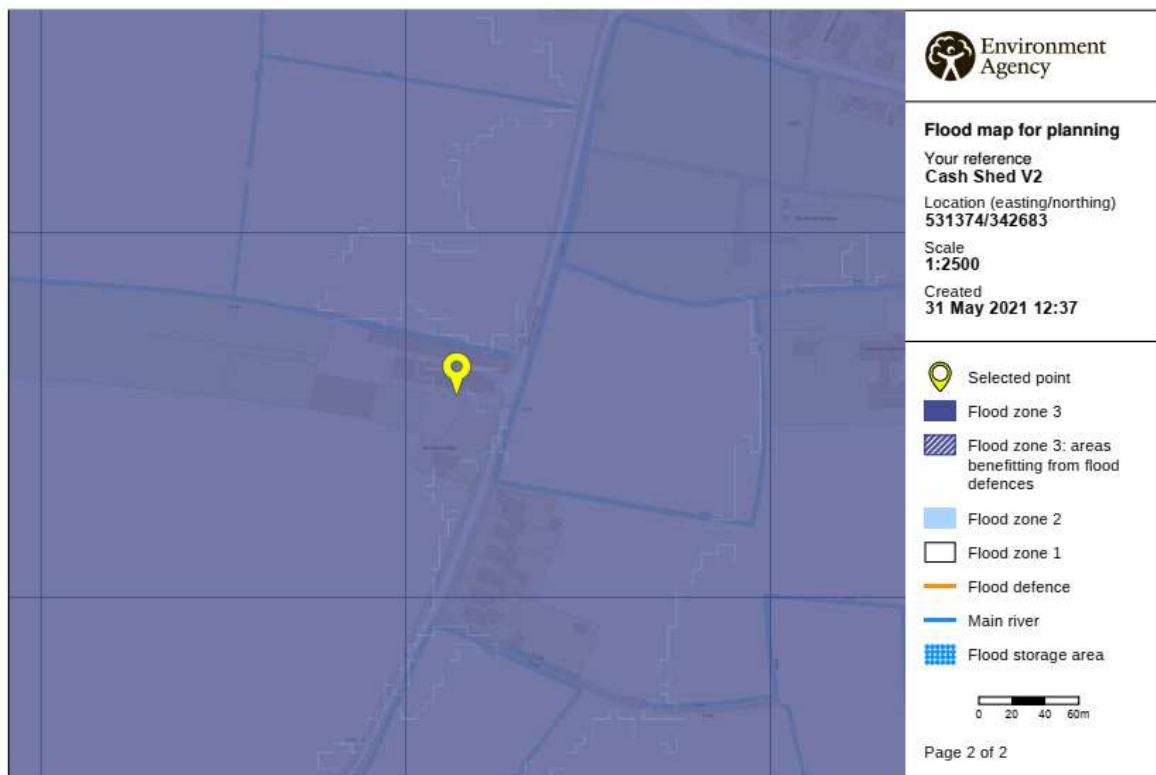 Environment
Agency
Flood map for planning
Your reference
Cash Shed V2
Location (easting/northing)
531374/342683
Scale
1:2500
Created
31 May 2021 12:37
Selected point
Flood zone 3
Flood zone 3: areas
benefitting from flood
defences
Flood zone 2
Flood zone 1
Flood defence
Main river
Flood storage area
0 20 40 60m
Page 2 of 2